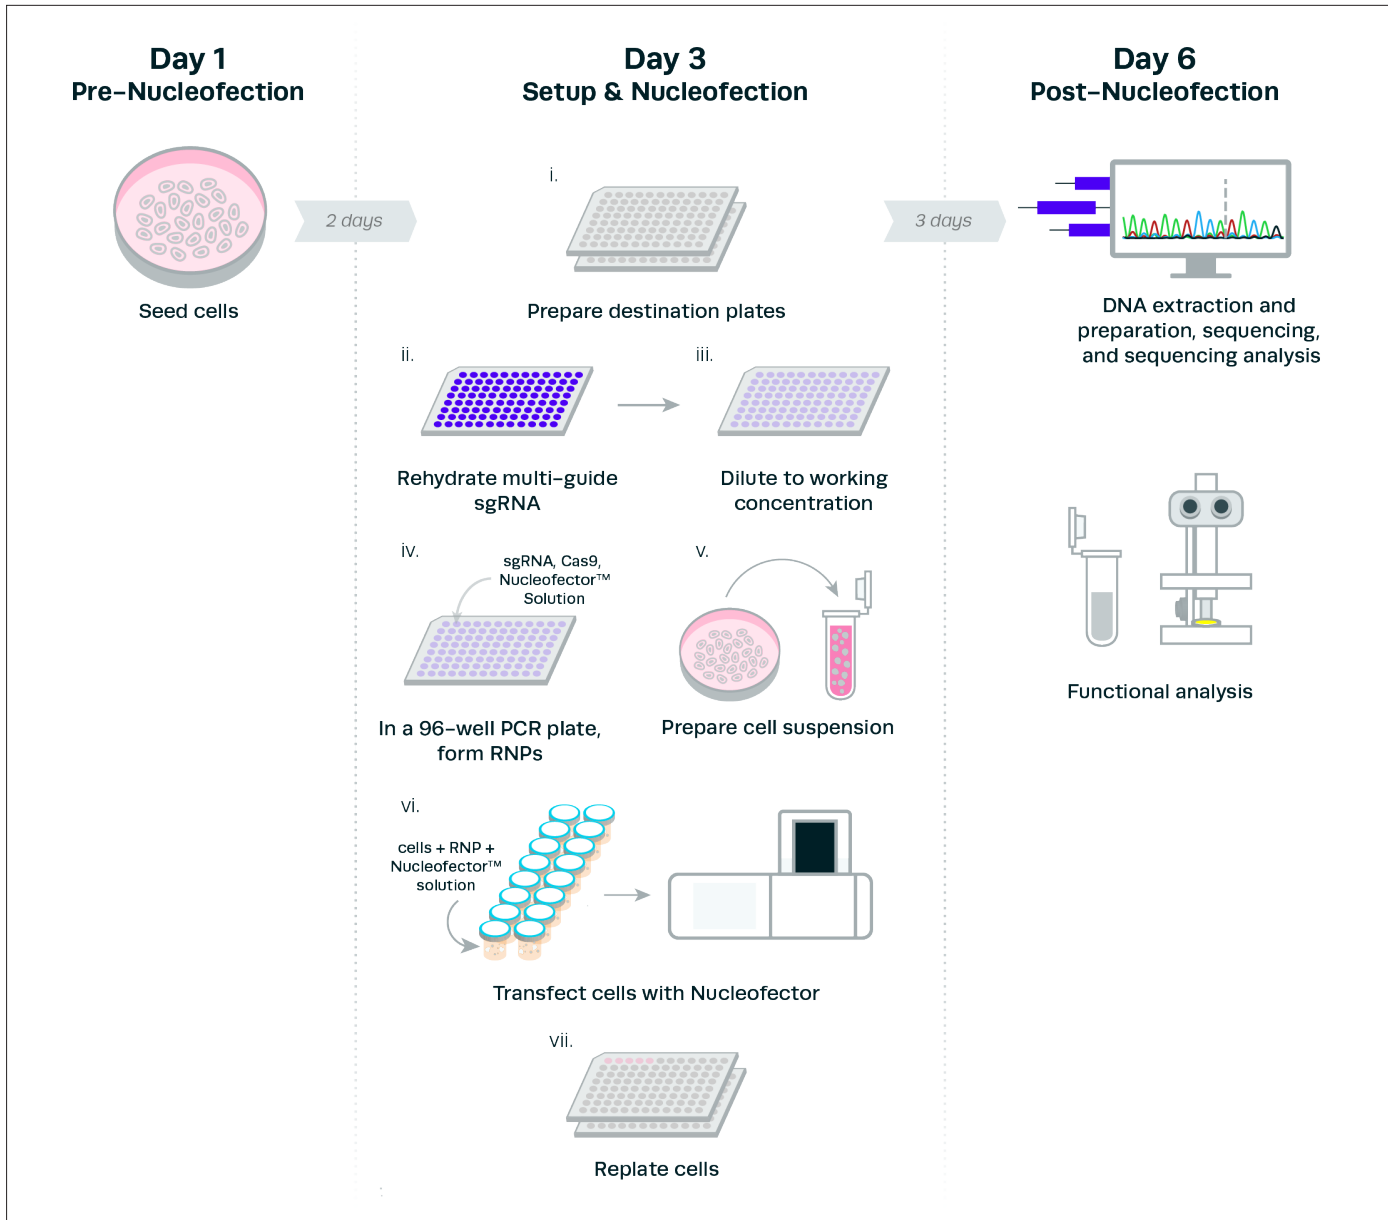 Day 1
Pre-Nucleofection
Seed cells
2 days
Day 3
Setup & Nucleofection
i.
Prepare destination plates
ii.
Rehydrate multi-guide
sgRNA
iii.
Dilute to working
concentration
iv.
sgRNA, Cas9,
Nucleofector™
Solution
In a 96-well PCR plate,
form RNPs
v.
Prepare cell suspension
vi.
cells + RNP +
Nucleofector™
solution
Transfect cells with Nucleofector
vii.
Replate cells
3 days
Day 6
Post-Nucleofection
DNA extraction and
preparation, sequencing,
and sequencing analysis
Functional analysis